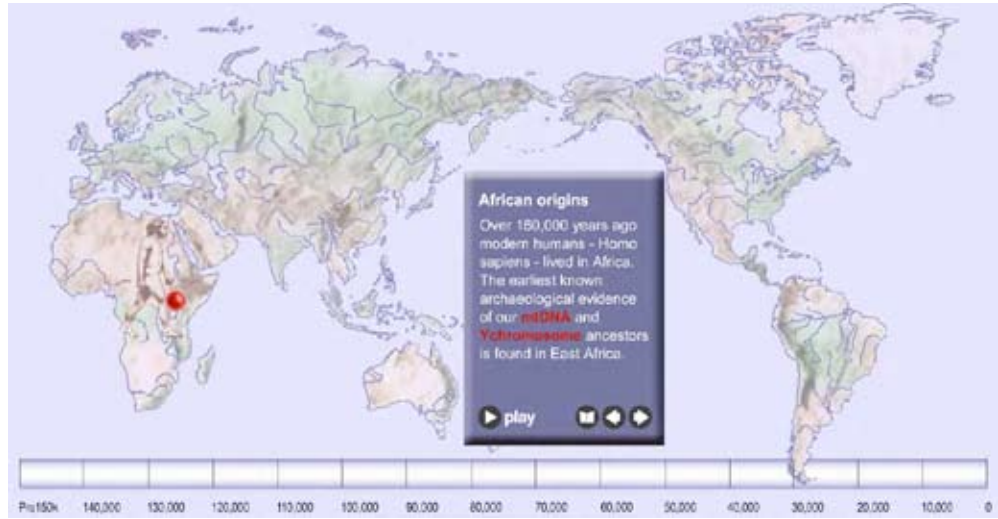 African origins
Over 160,000 years ago
modern humans - Homo
sapiens - lived in Africa.
The earliest known
archaeological evidence
of our mtDNA and
Ychromosome ancestors
is found in East Africa.
play
Pre150k 140,000 130,000 120,000 110,000 100,000 90,000 80,000 70,000 60,000 50,000 40,000 30,000 20,000 10,000 0